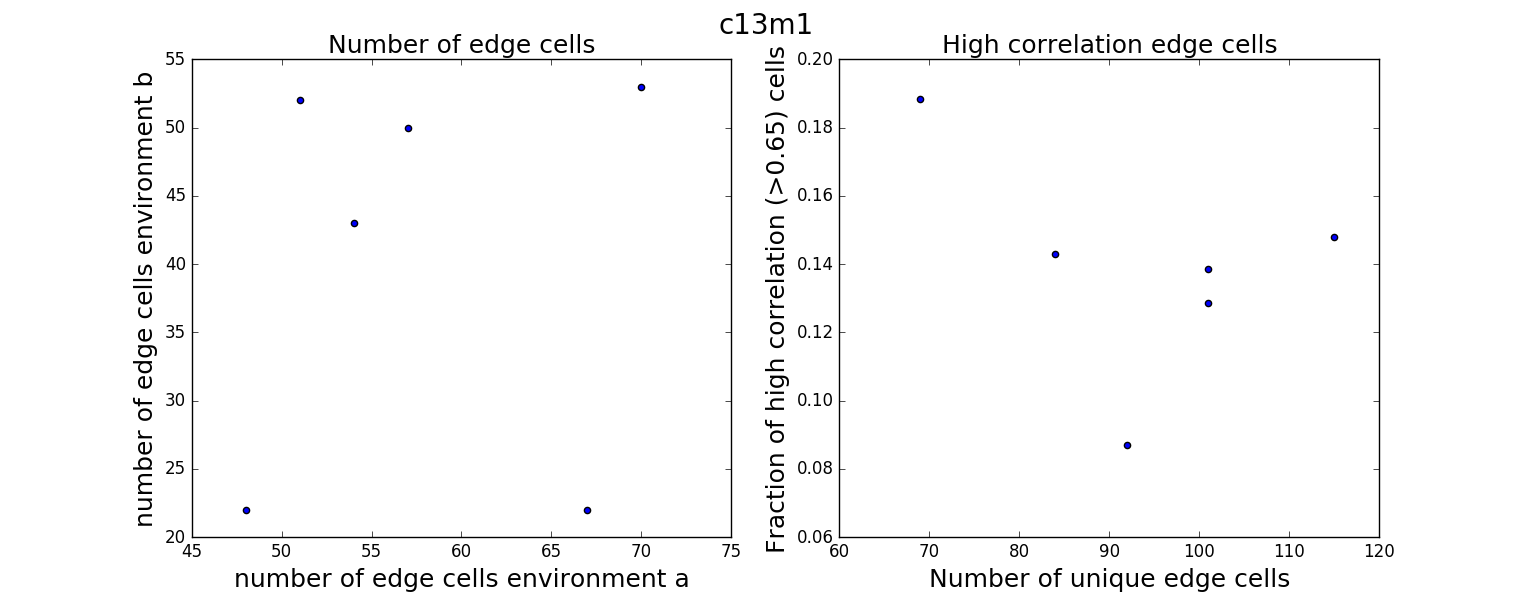 c13m1
Number of edge cells
number of edge cells environment b
55
50
45
40
35
30
25
20
45 50 55 60 65 70 75
number of edge cells environment a
High correlation edge cells
Fraction of high correlation (>0.65) cells
0.20
0.18
0.16
0.14
0.12
0.10
0.08
0.06
60 70 80 90 100 110 120
Number of unique edge cells